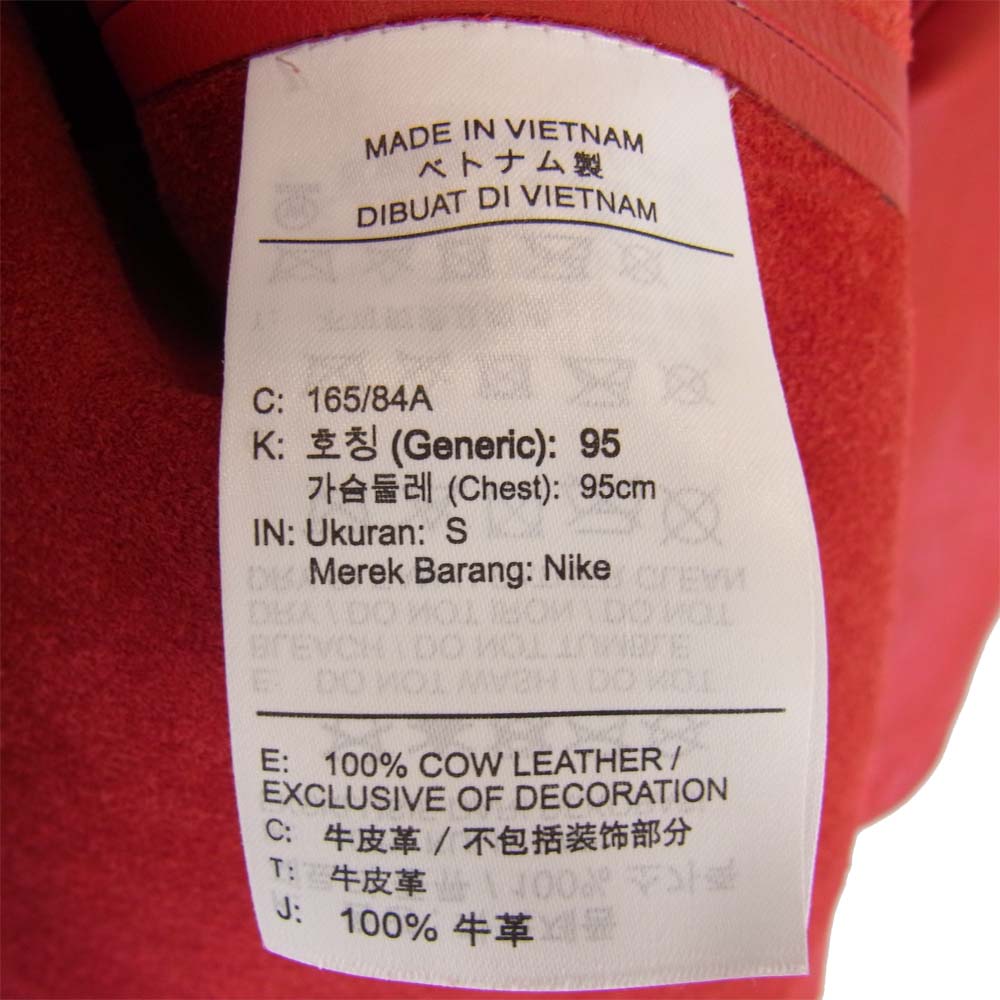 MADE IN VIETNAM
ベトナム製
DIBUAT DI VIETNAM
C: 165/84A
K: 호칭 (Generic): 95
가슴둘레 (Chest): 95cm
IN: Ukuran: S
Merek Barang: Nike
E: 100% COW LEATHER /
EXCLUSIVE OF DECORATION
C: 牛皮革 / 不包括装饰部分
T: 牛皮革
J: 100% 牛革